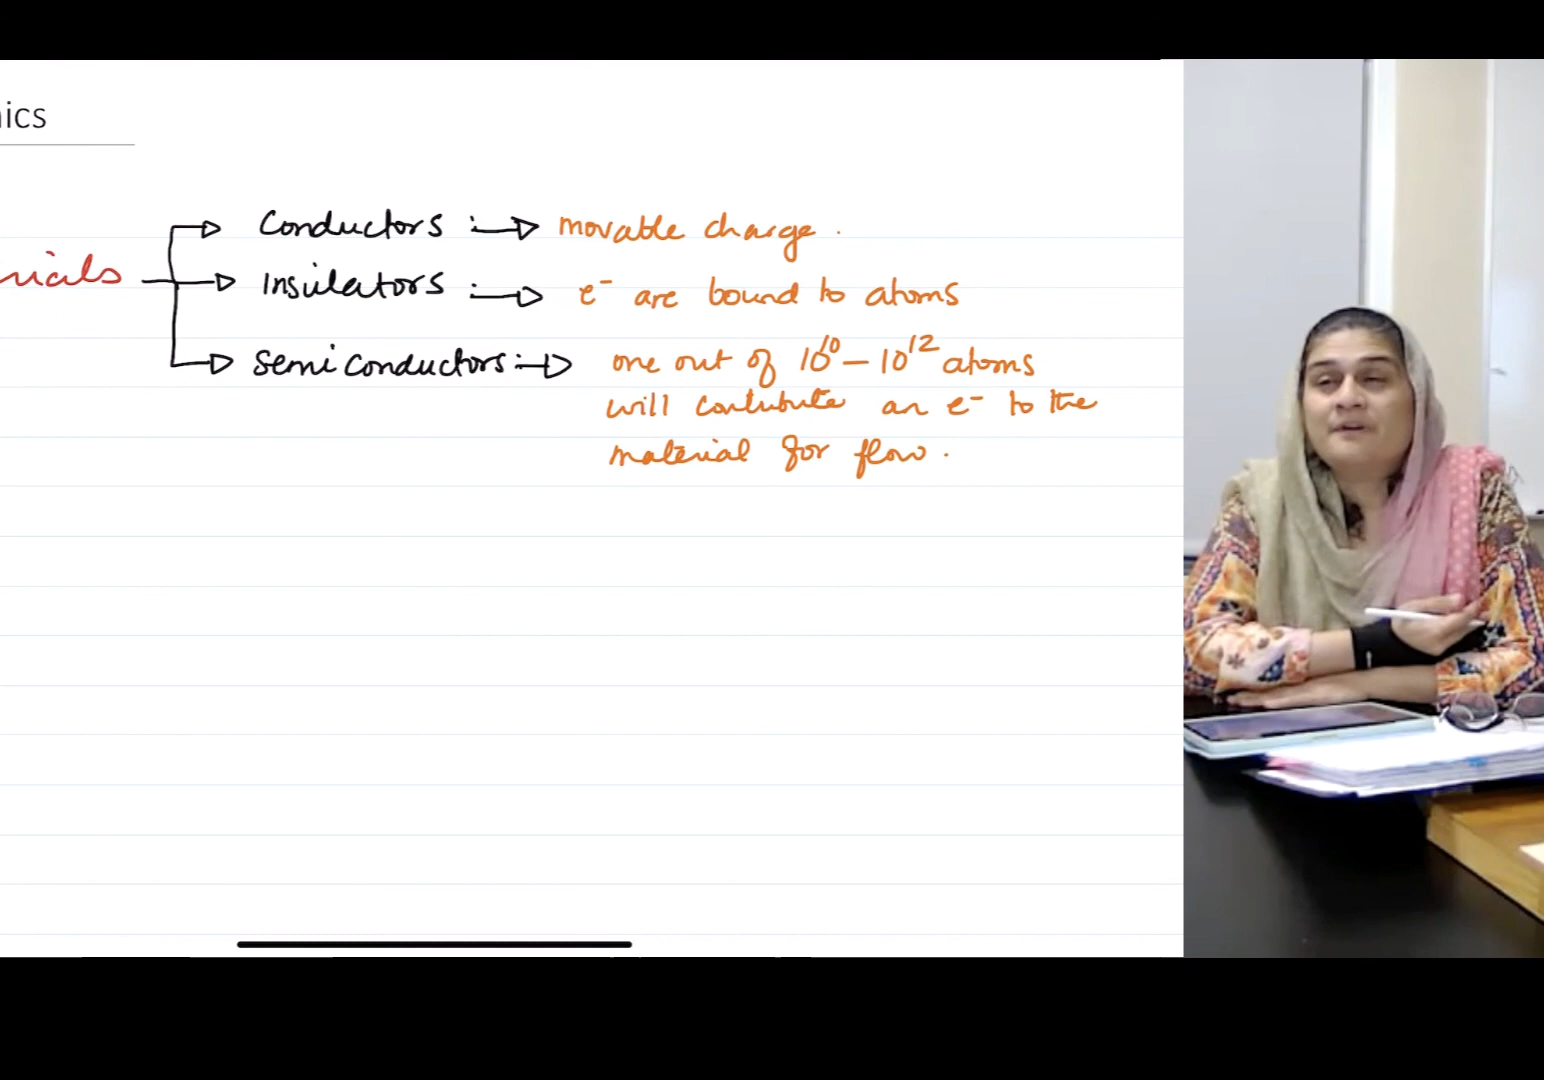 ics
rials
Conductors :→ movable charge.
Insulators :→ e⁻ are bound to atoms
Semiconductors :→ one out of 10¹⁰ – 10¹² atoms
will contribute an e⁻ to the
material for flow.